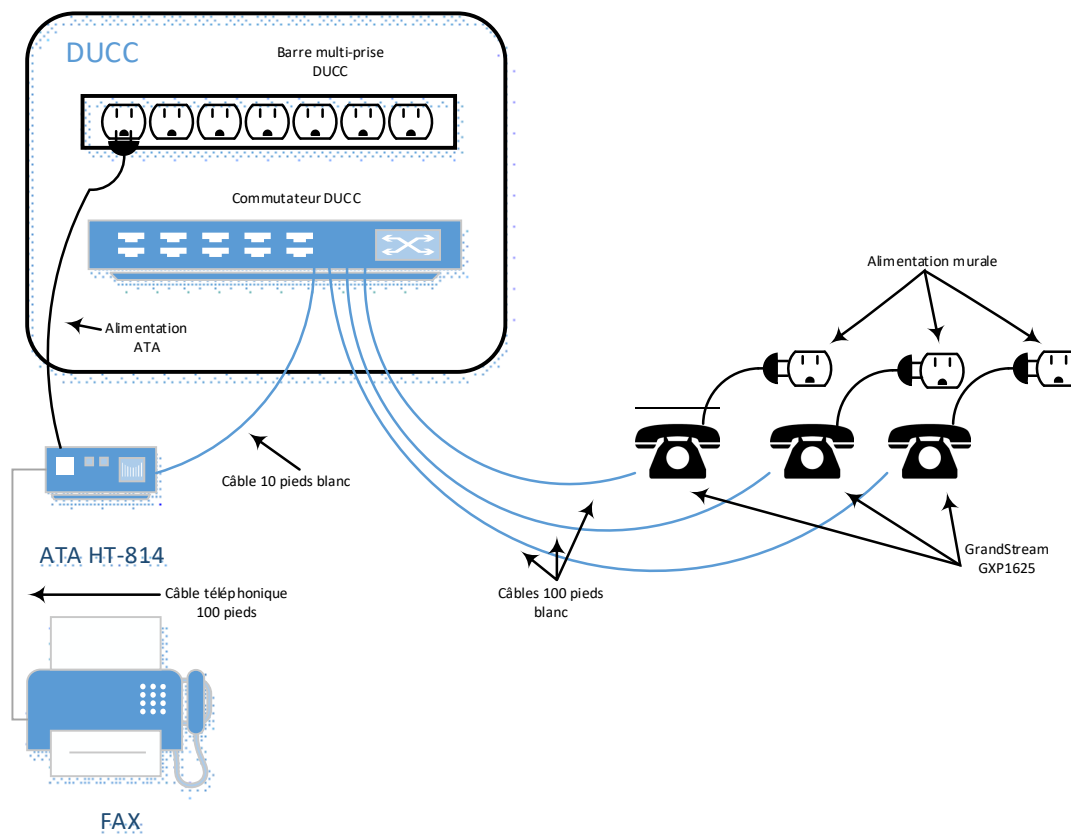 DUCC
Barre multi-prise
DUCC
Commutateur DUCC
Alimentation murale
Alimentation
ATA
Câble 10 pieds blanc
ATA HT-814
GrandStream
GXP1625
Câble téléphonique
100 pieds
Câbles 100 pieds
blanc
FAX